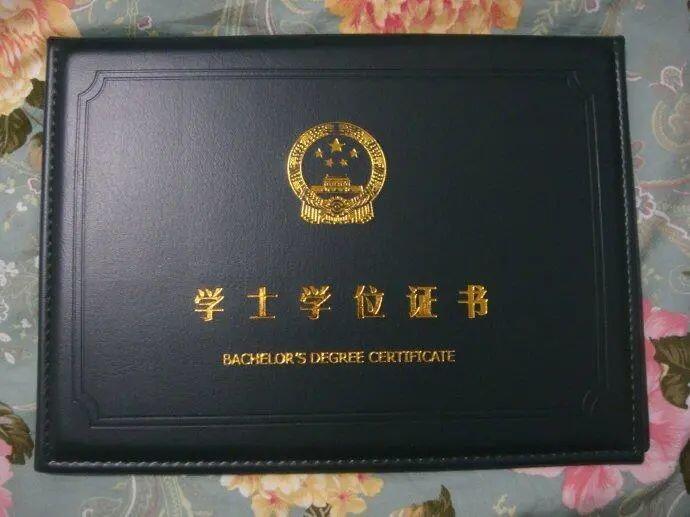 学士学位证书
BACHELOR'S DEGREE CERTIFICATE